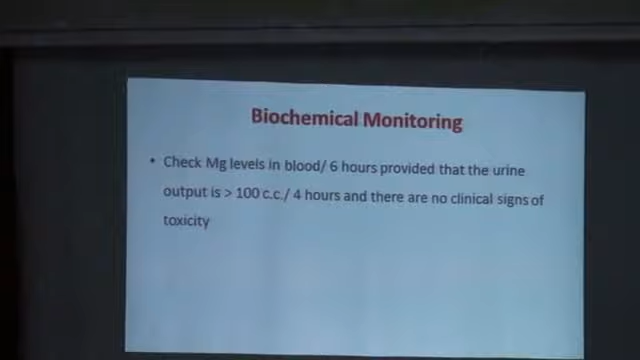 Biochemical Monitoring
• Check Mg levels in blood/ 6 hours provided that the urine
output is > 100 c.c./ 4 hours and there are no clinical signs of
toxicity